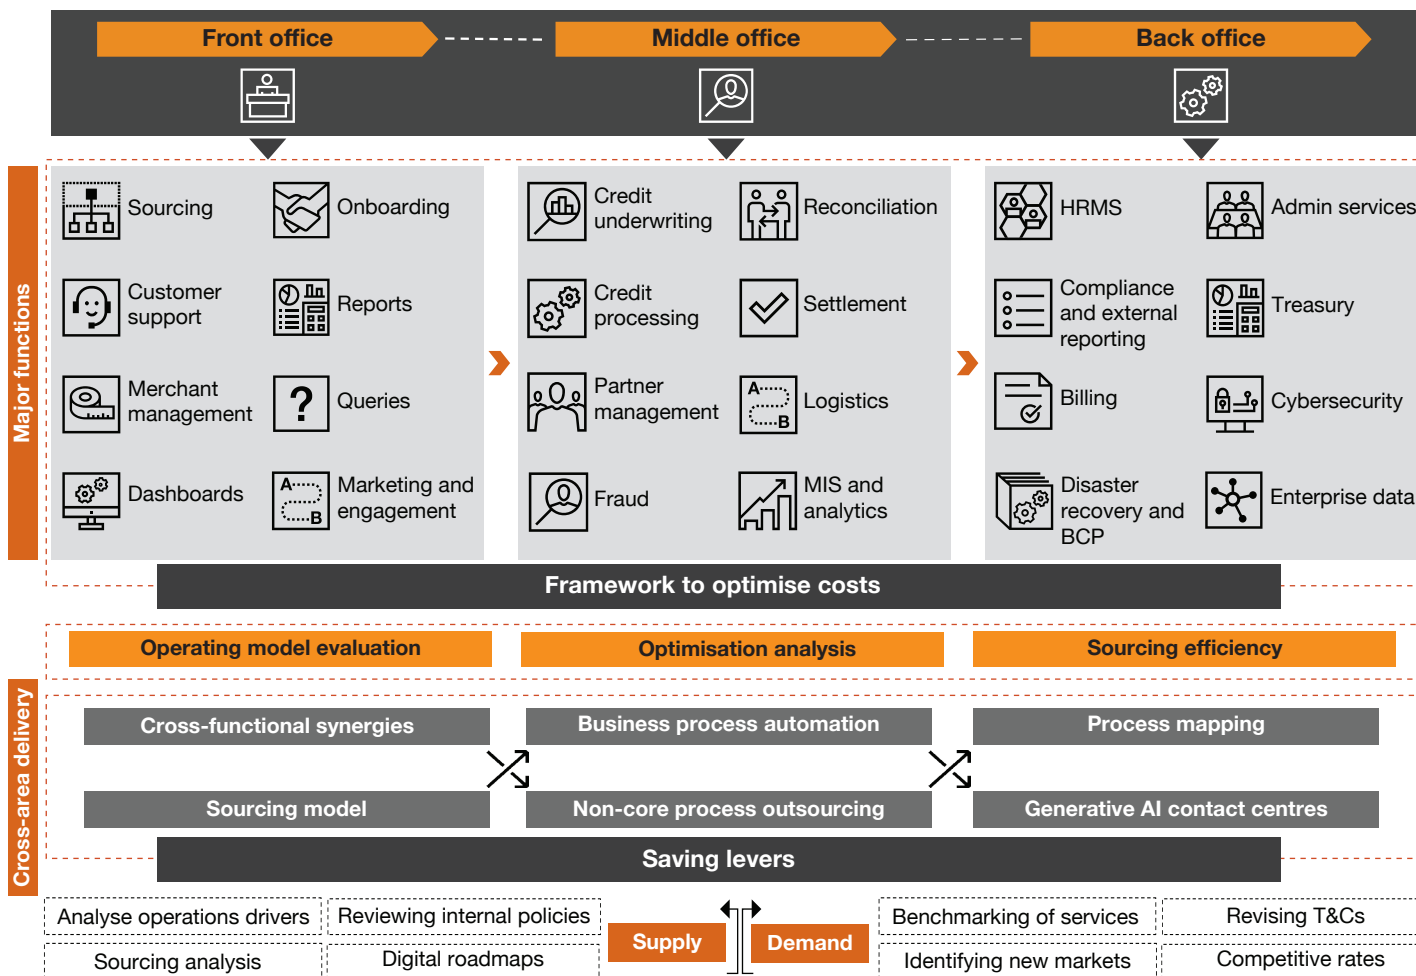 Front office
Middle office
Back office
Major functions
Sourcing
Onboarding
Customer
support
Reports
Merchant
management
Queries
Dashboards
Marketing and
engagement
Credit
underwriting
Reconciliation
Credit
processing
Settlement
Partner
management
A
B
Logistics
Fraud
MIS and
analytics
HRMS
Admin services
Compliance
and external
reporting
Treasury
Billing
Cybersecurity
Disaster
recovery and
BCP
Enterprise data
?
A
B
Framework to optimise costs
Operating model evaluation
Optimisation analysis
Sourcing efficiency
Cross-area delivery
Cross-functional synergies
Business process automation
Process mapping
Sourcing model
Non-core process outsourcing
Generative AI contact centres
Saving levers
Analyse operations drivers
Reviewing internal policies
Sourcing analysis
Digital roadmaps
Supply
Demand
Benchmarking of services
Revising T&Cs
Identifying new markets
Competitive rates